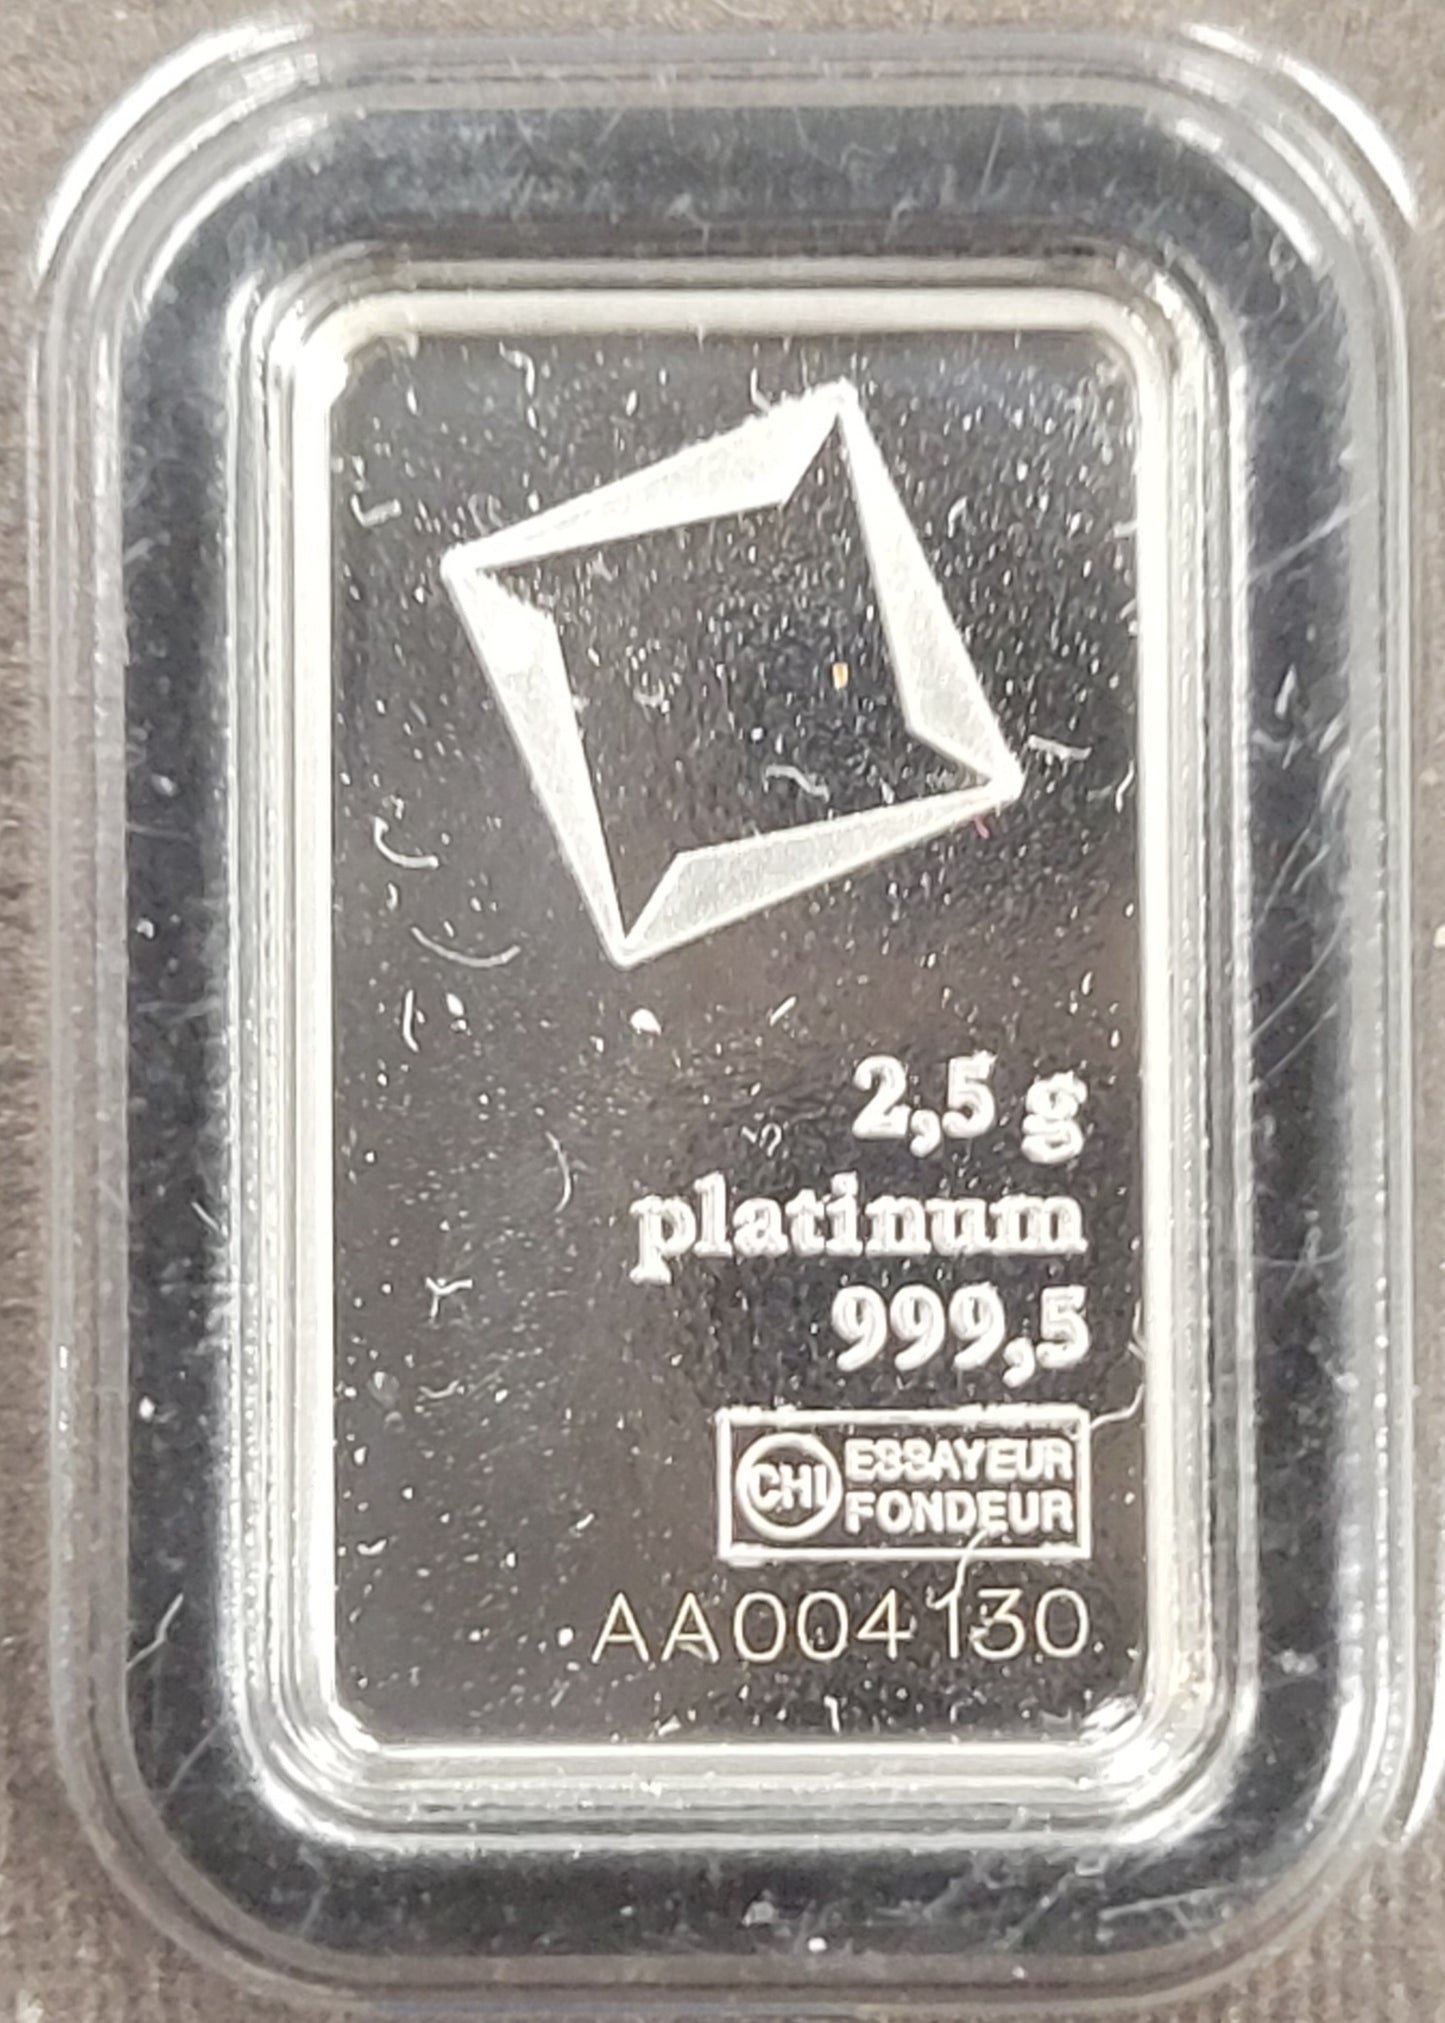 2,5 g
platinum
999,5
CHI ESSAYEUR
FONDEUR
AA004130